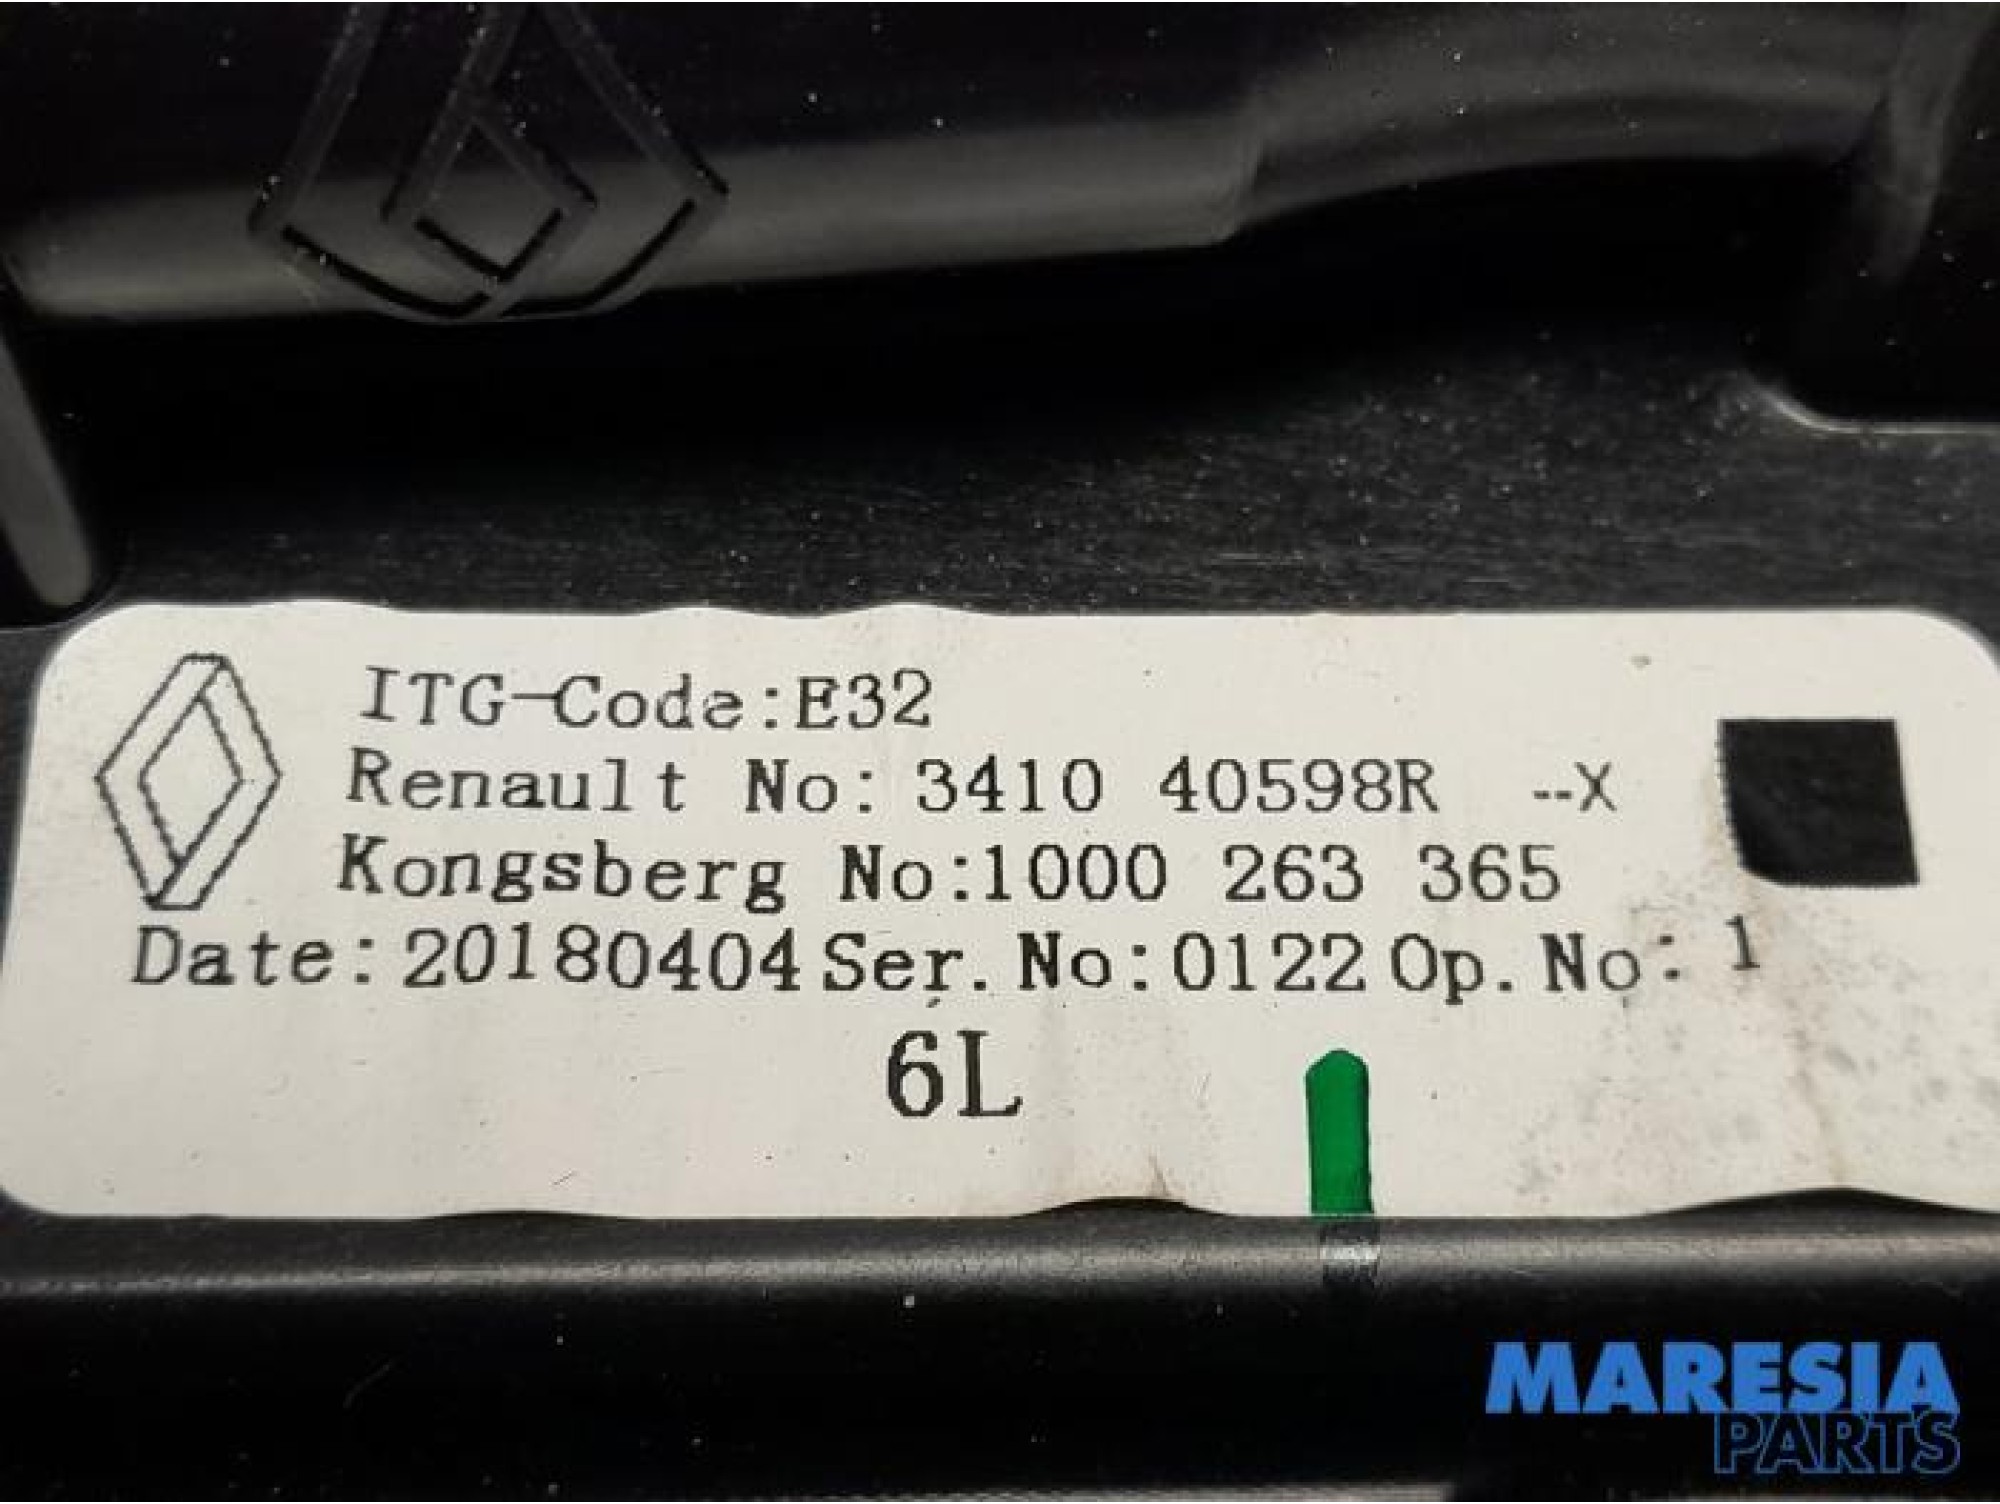 ITG-Code:E32
Renault No: 3410 40598R --X
Kongsberg No:1000 263 365
Date:20180404 Ser.No:0122 Op.No: 1
6L
MARESIA
PARTS